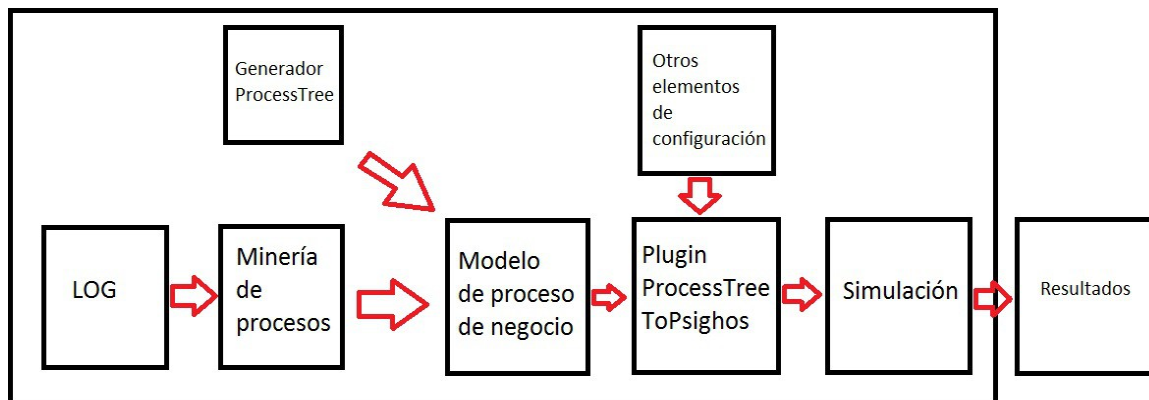 Generador
ProcessTree
Otros
elementos
de
configuración
LOG
Minería
de
procesos
Modelo
de proceso
de negocio
Plugin
ProcessTree
ToPsighos
Simulación
Resultados